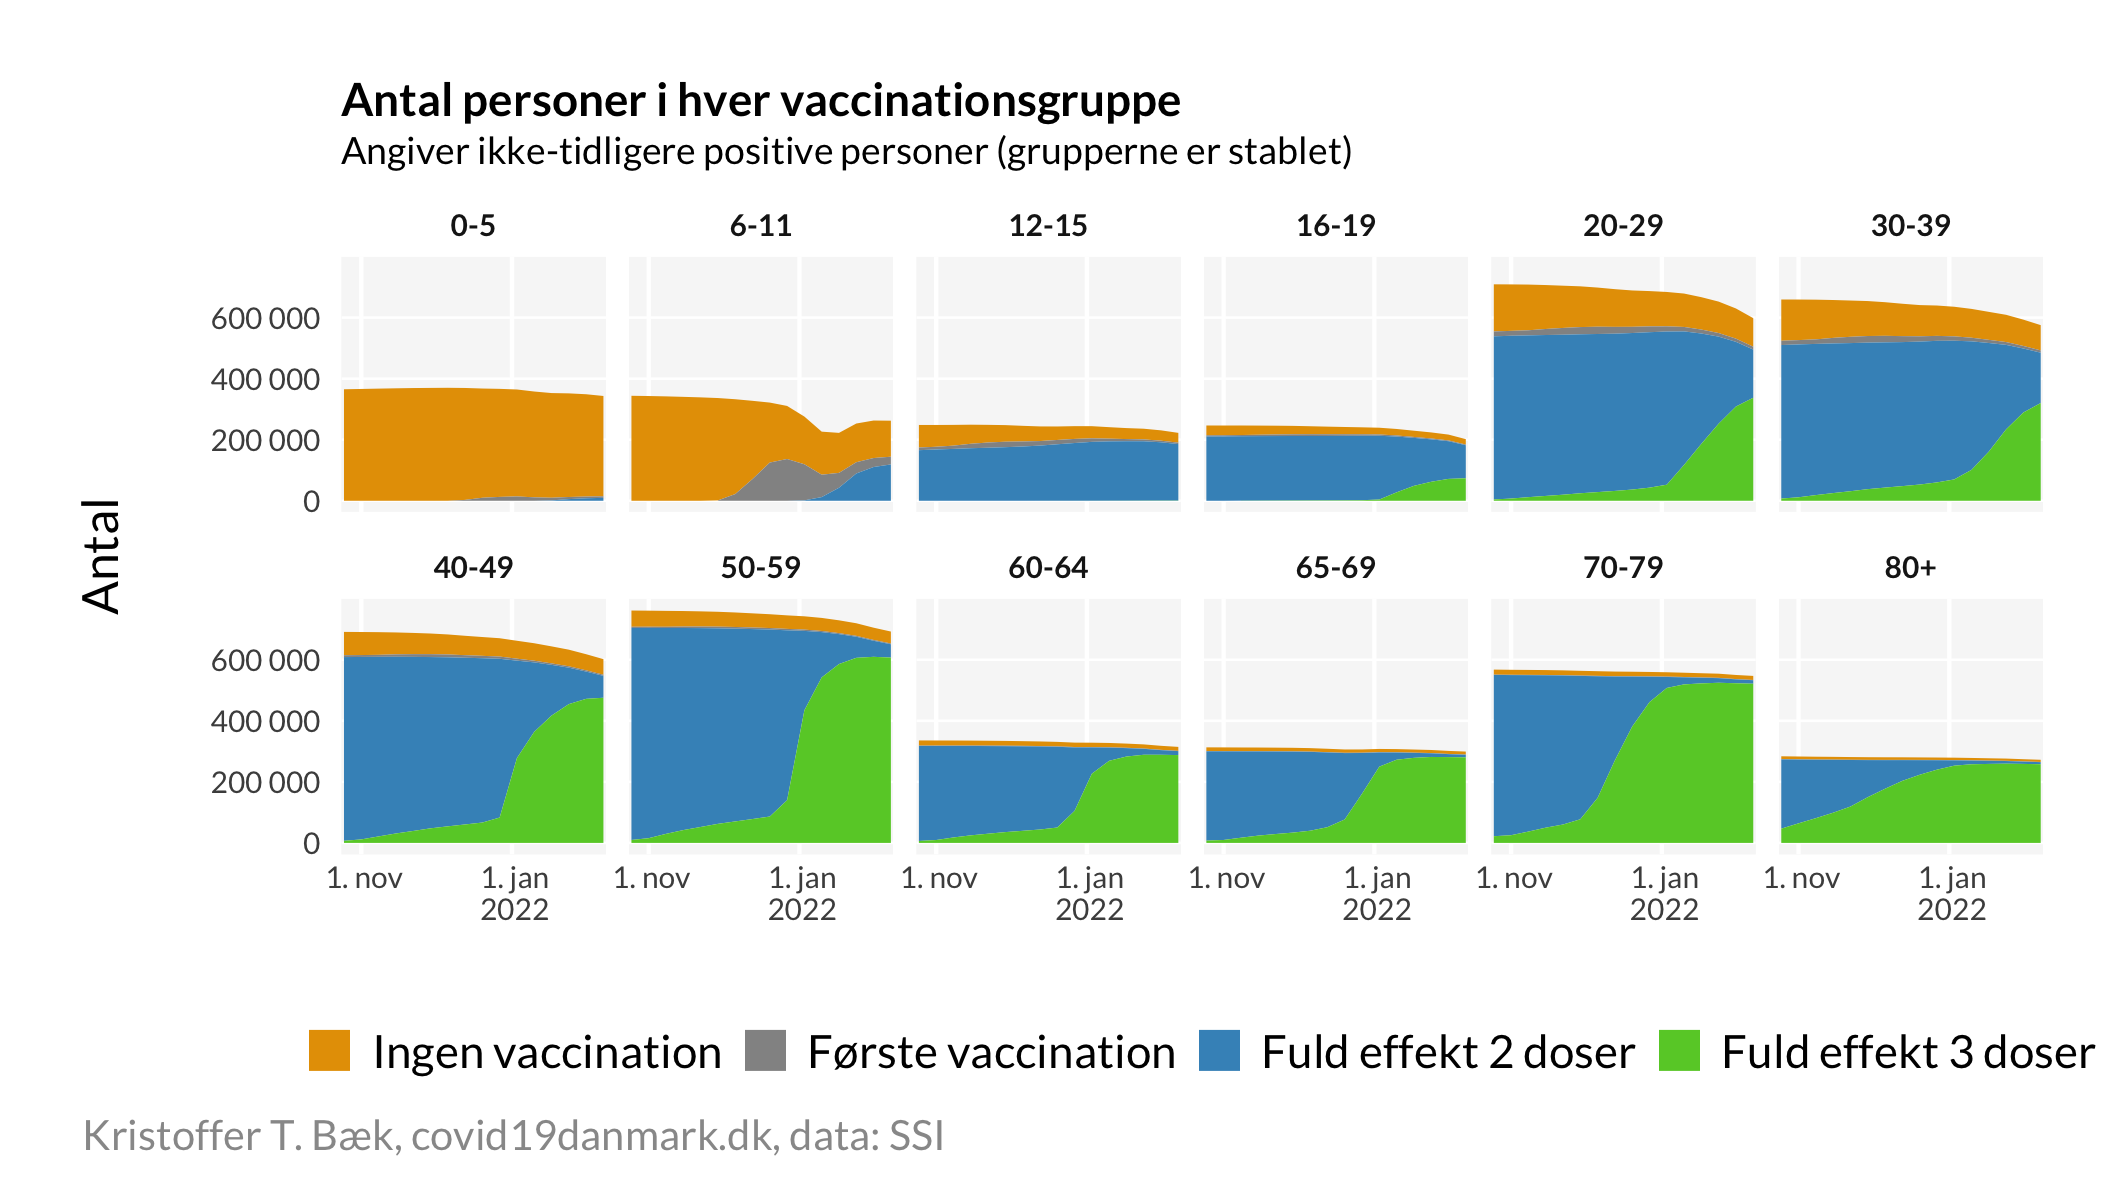 Antal personer i hver vaccinationsgruppe
Angiver ikke-tidligere positive personer (grupperne er stablet)
0-5 6-11 12-15 16-19 20-29 30-39
600 000
400 000
200 000
0
Antal
40-49 50-59 60-64 65-69 70-79 80+
600 000
400 000
200 000
0
1. nov 1. jan 1. nov 1. jan 1. nov 1. jan 1. nov 1. jan 1. nov 1. jan 1. nov 1. jan
2022 2022 2022 2022 2022 2022
Ingen vaccination Første vaccination Fuld effekt 2 doser Fuld effekt 3 doser
Kristoffer T. Bæk, covid19danmark.dk, data: SSI